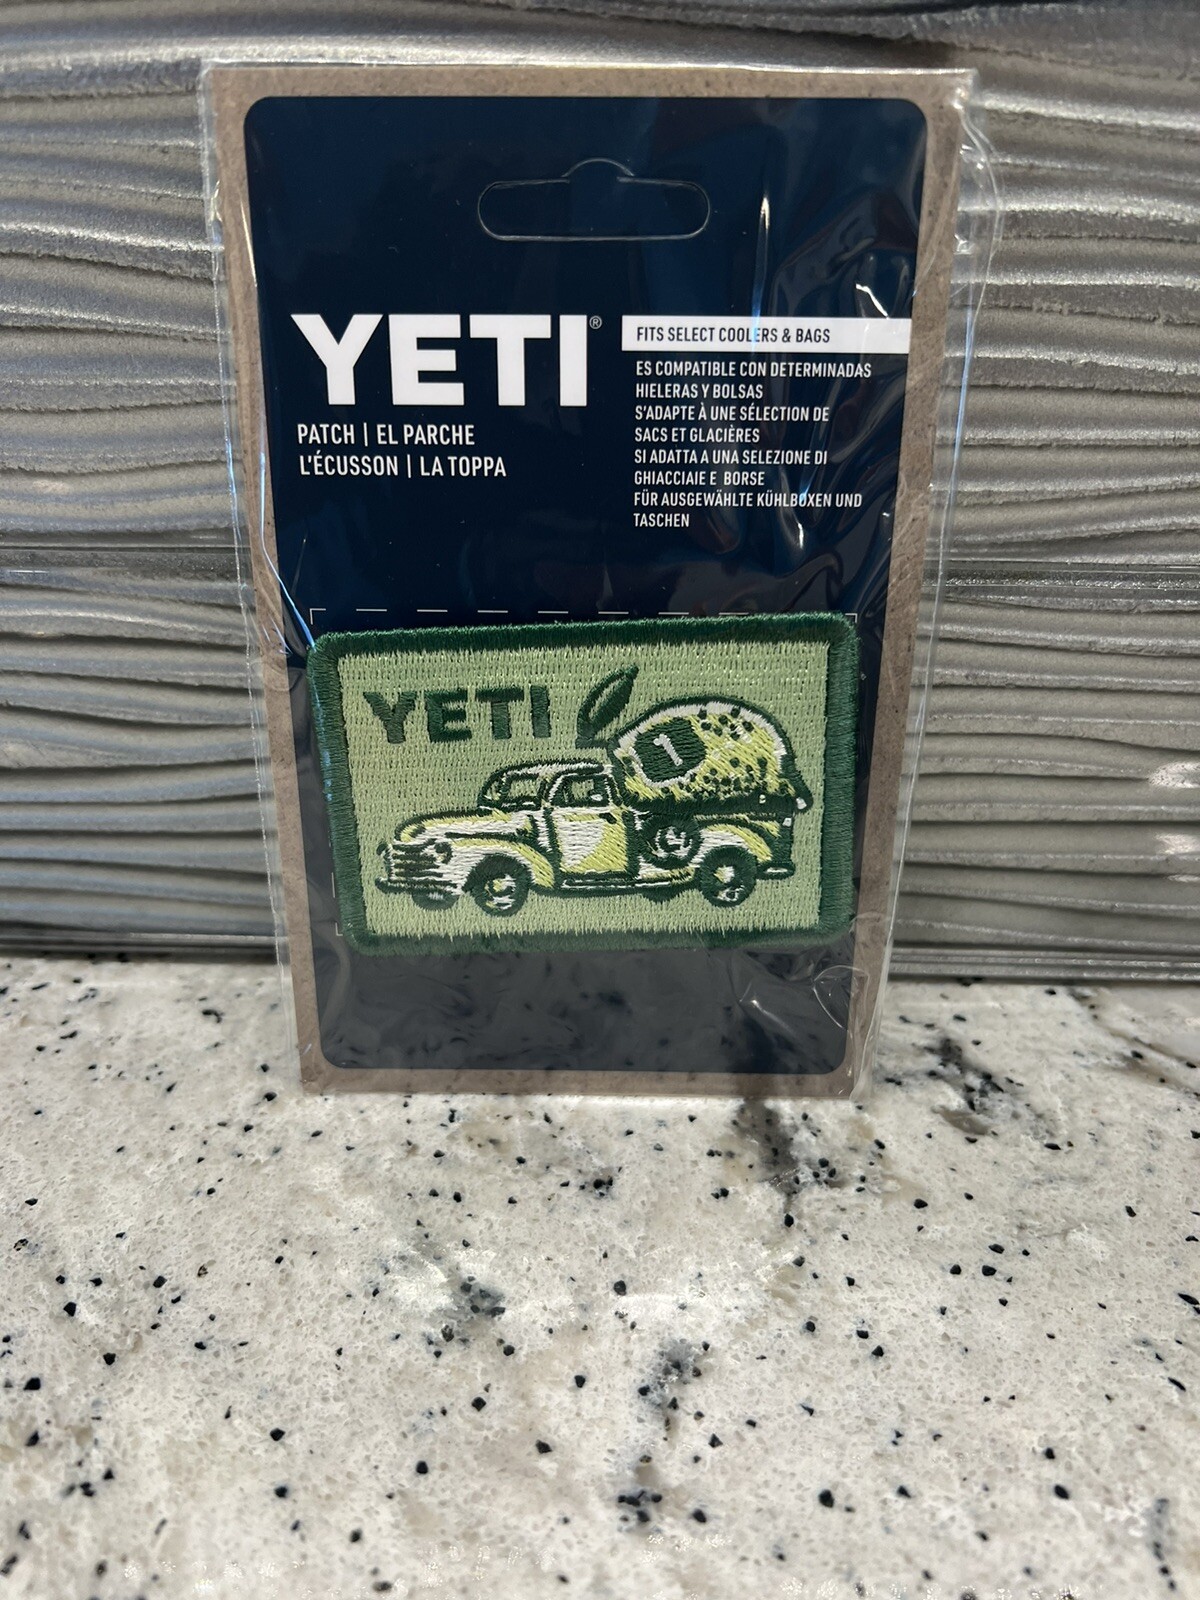 YETI®
PATCH | EL PARCHE
L'ÉCUSSON | LA TOPPA
FITS SELECT COOLERS & BAGS
ES COMPATIBLE CON DETERMINADAS
HIELERAS Y BOLSAS
S'ADAPTE À UNE SÉLECTION DE
SACS ET GLACIÈRES
SI ADATTA A UNA SELEZIONE DI
GHIACCIAIE E BORSE
FÜR AUSGEWÄHLTE KÜHLBOXEN UND
TASCHEN
YETI
1